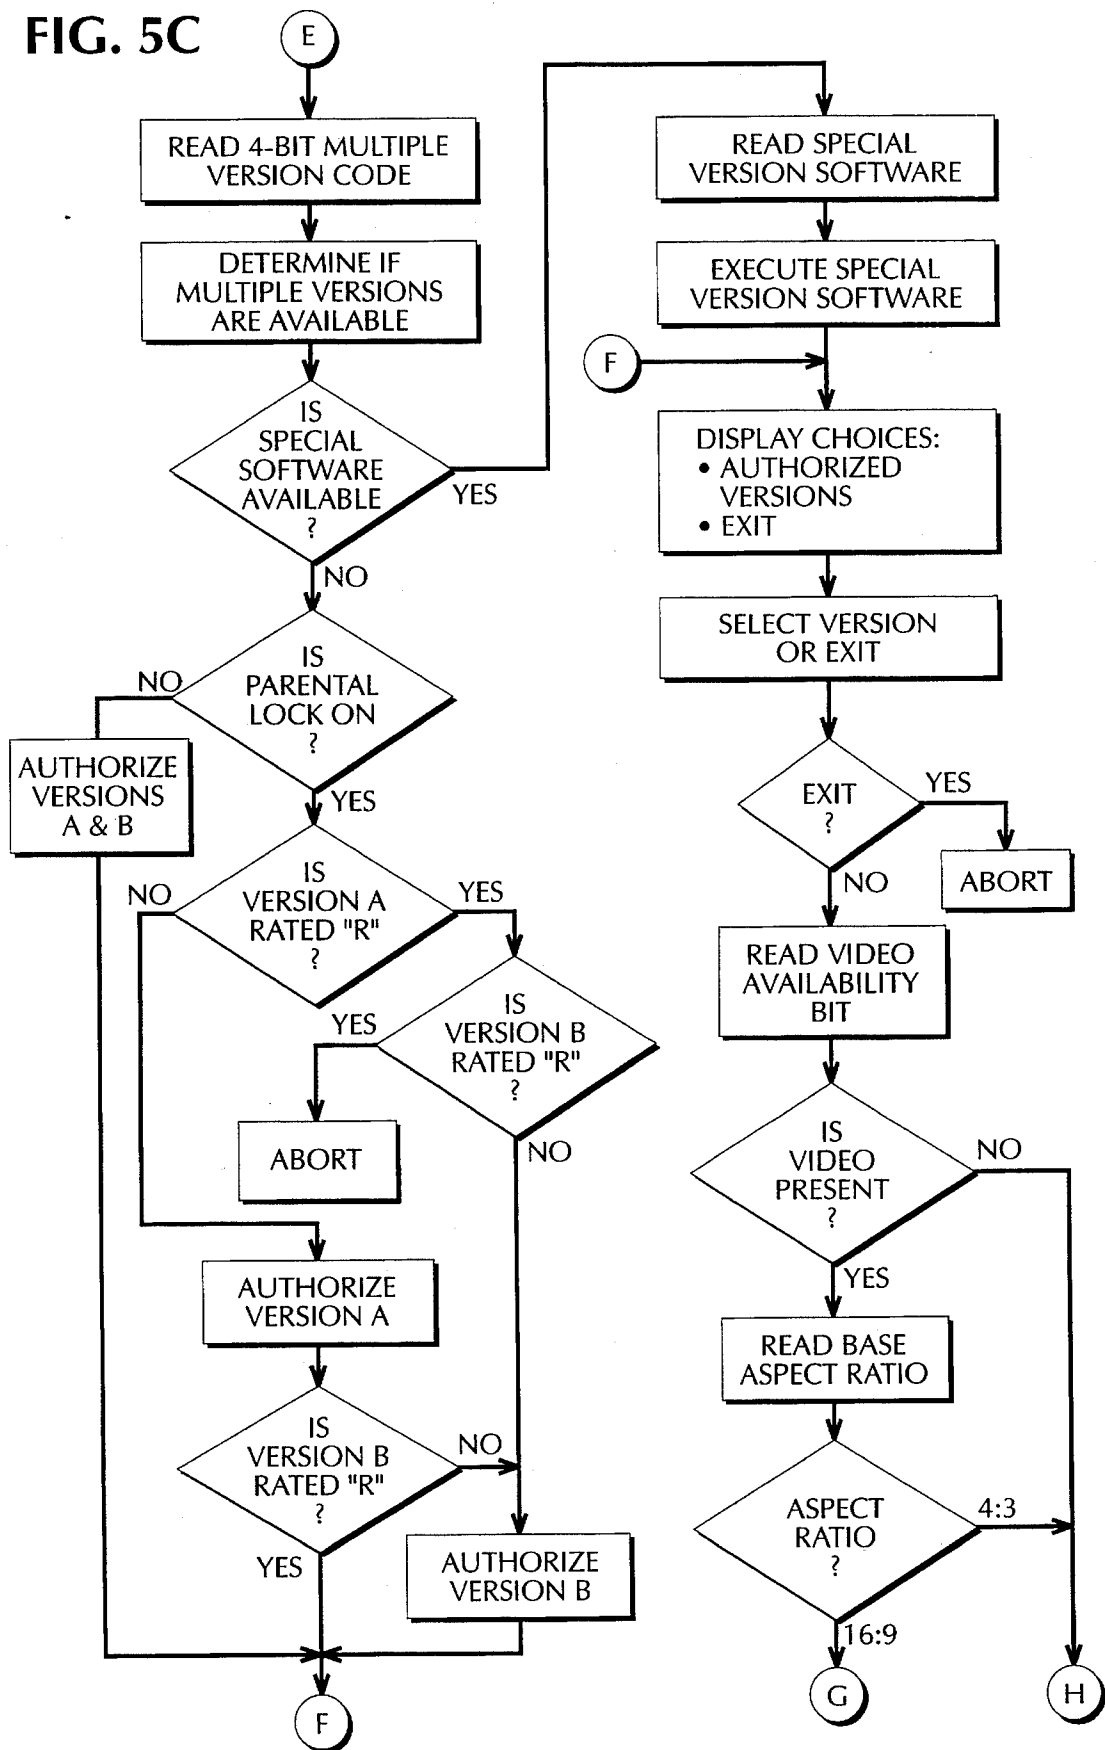 FIG. 5C
E
READ 4-BIT MULTIPLE
VERSION CODE
DETERMINE IF
MULTIPLE VERSIONS
ARE AVAILABLE
IS
SPECIAL
SOFTWARE
AVAILABLE
?
YES
NO
IS
PARENTAL
LOCK ON
?
NO
YES
AUTHORIZE
VERSIONS
A & B
IS
VERSION A
RATED "R"
?
NO
YES
IS
VERSION B
RATED "R"
?
YES
NO
ABORT
AUTHORIZE
VERSION A
IS
VERSION B
RATED "R"
?
NO
YES
AUTHORIZE
VERSION B
F
READ SPECIAL
VERSION SOFTWARE
EXECUTE SPECIAL
VERSION SOFTWARE
F
DISPLAY CHOICES:
• AUTHORIZED
VERSIONS
• EXIT
SELECT VERSION
OR EXIT
EXIT
?
YES
NO
ABORT
READ VIDEO
AVAILABILITY
BIT
IS
VIDEO
PRESENT
?
NO
YES
READ BASE
ASPECT RATIO
ASPECT
RATIO
?
4:3
16:9
G
H